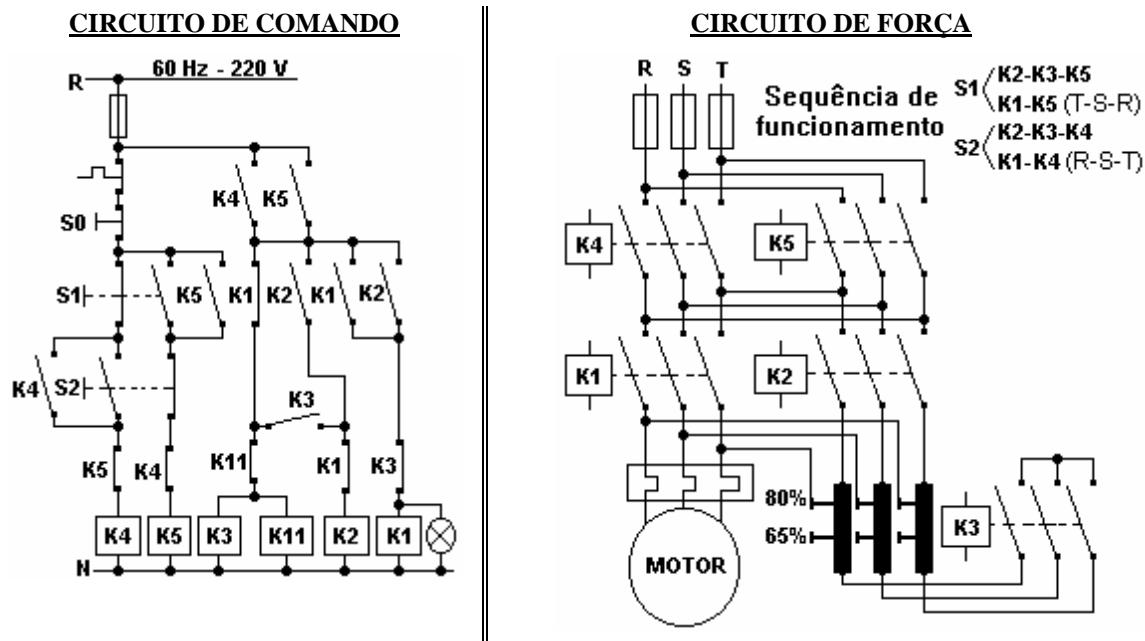 CIRCUITO DE COMANDO
60 Hz - 220 V
R
K4 K5
S0
S1 K5 K1 K2 K1 K2
K4 S2
K3
K5 K4 K11 K1 K3
K4 K5 K3 K11 K2 K1
N
CIRCUITO DE FORÇA
R S T
Sequência de
funcionamento
S1 K2-K3-K5
K1-K5 (T-S-R)
S2 K2-K3-K4
K1-K4 (R-S-T)
K4 K5
K1 K2
80%
65%
K3
MOTOR